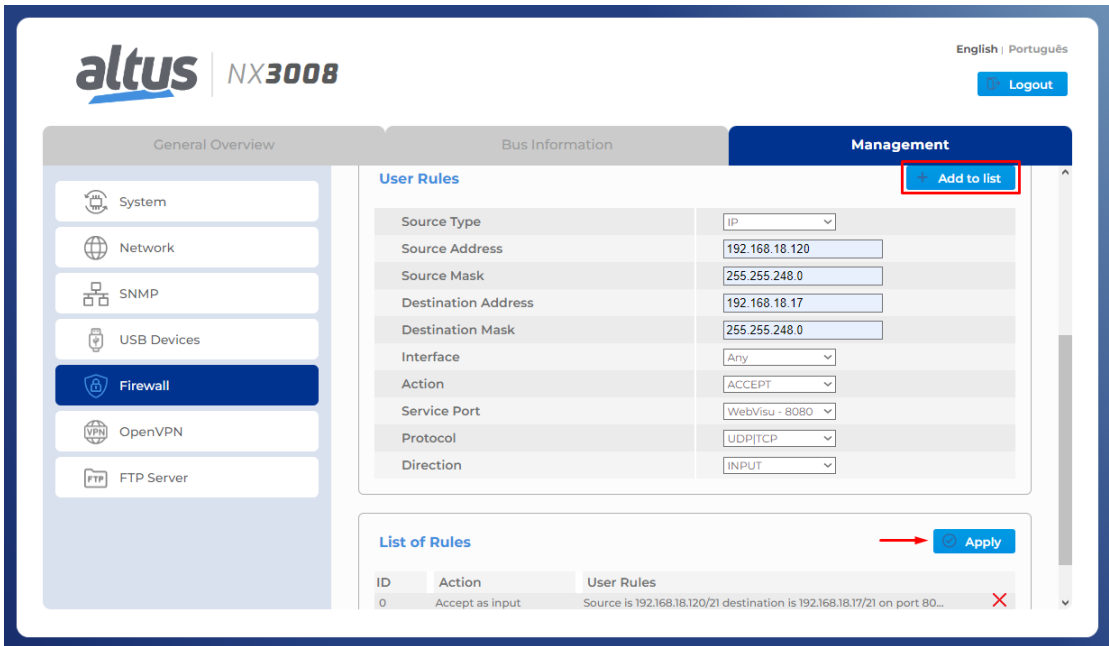 English | Português
altus NX3008
Logout
General Overview Bus Information Management
User Rules + Add to list
System
Network
SNMP
USB Devices
Firewall
VPN OpenVPN
FTP FTP Server
Source Type IP
Source Address 192.168.18.120
Source Mask 255.255.248.0
Destination Address 192.168.18.17
Destination Mask 255.255.248.0
Interface Any
Action ACCEPT
Service Port WebVisu - 8080
Protocol UDP|TCP
Direction INPUT
List of Rules Apply
ID Action User Rules
0 Accept as input Source is 192.168.18.120/21 destination is 192.168.18.17/21 on port 80...